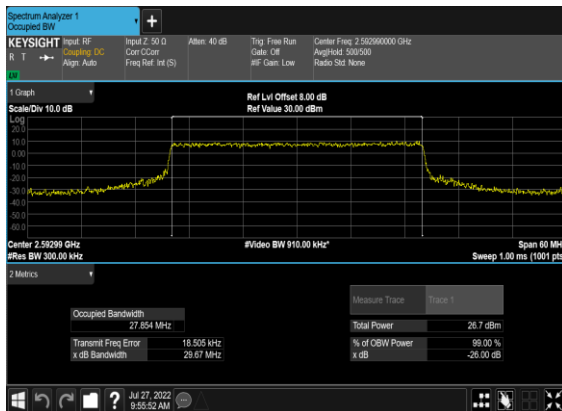 Spectrum Analyzer 1
Occupied BW
KEYSIGHT
R T
Input: RF
Coupling: DC
Align: Auto
Input Z: 50 Ω
Corr CCorr
Freq Ref: Int (S)
Atten: 40 dB
Trig: Free Run
Gate: Off
#IF Gain: Low
Center Freq: 2.592990000 GHz
Avg|Hold: 500/500
Radio Std: None
1 Graph
Scale/Div 10.0 dB
Ref Lvl Offset 8.00 dB
Ref Value 30.00 dBm
Log
20.0
10.0
0.00
-10.0
-20.0
-30.0
-40.0
-50.0
-60.0
Center 2.59299 GHz
#Res BW 300.00 kHz
#Video BW 910.00 kHz*
Span 60 MH
Sweep 1.00 ms (1001 pts
2 Metrics
Measure Trace
Trace 1
Occupied Bandwidth
27.854 MHz
Total Power
26.7 dBm
Transmit Freq Error
18.505 kHz
% of OBW Power
99.00 %
x dB Bandwidth
29.67 MHz
x dB
-26.00 dB
Jul 27, 2022
9:55:52 AM